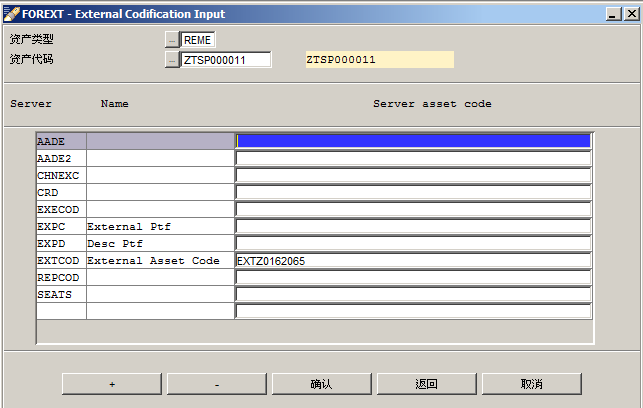 FOREXT - External Codification Input
资产类型 ... REME
资产代码 ... ZTSP000011 ZTSP000011
Server Name Server asset code
AADE
AADE2
CHNEXC
CRD
EXECOD
EXPC External Ptf
EXPD Desc Ptf
EXTCOD External Asset Code EXTZ0162065
REPCOD
SEATS
+ - 确认 返回 取消